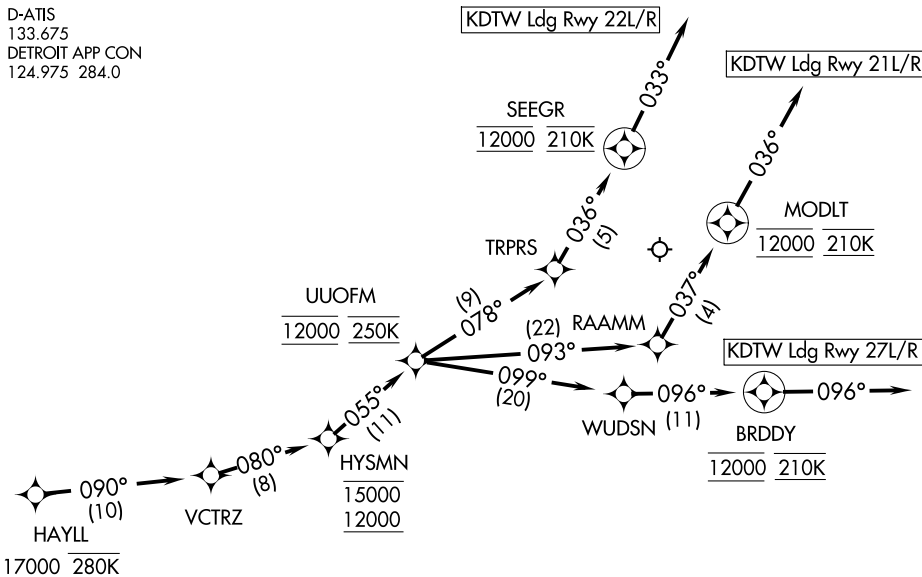 D-ATIS
133.675
DETROIT APP CON
124.975 284.0
KDTW Ldg Rwy 22L/R
033°
KDTW Ldg Rwy 21L/R
036°
SEEGR
12000 210K
036°
(5)
MODLT
12000 210K
TRPRS
037°
(4)
UUOFM
12000 250K
(9)
078°
(22)
093°
RAAMM
KDTW Ldg Rwy 27L/R
099°
(20)
096°
(11)
096°
WUDSN
BRDDY
12000 210K
055°
(11)
080°
(8)
HYSMN
15000
12000
090°
(10)
VCTRZ
HAYLL
17000 280K